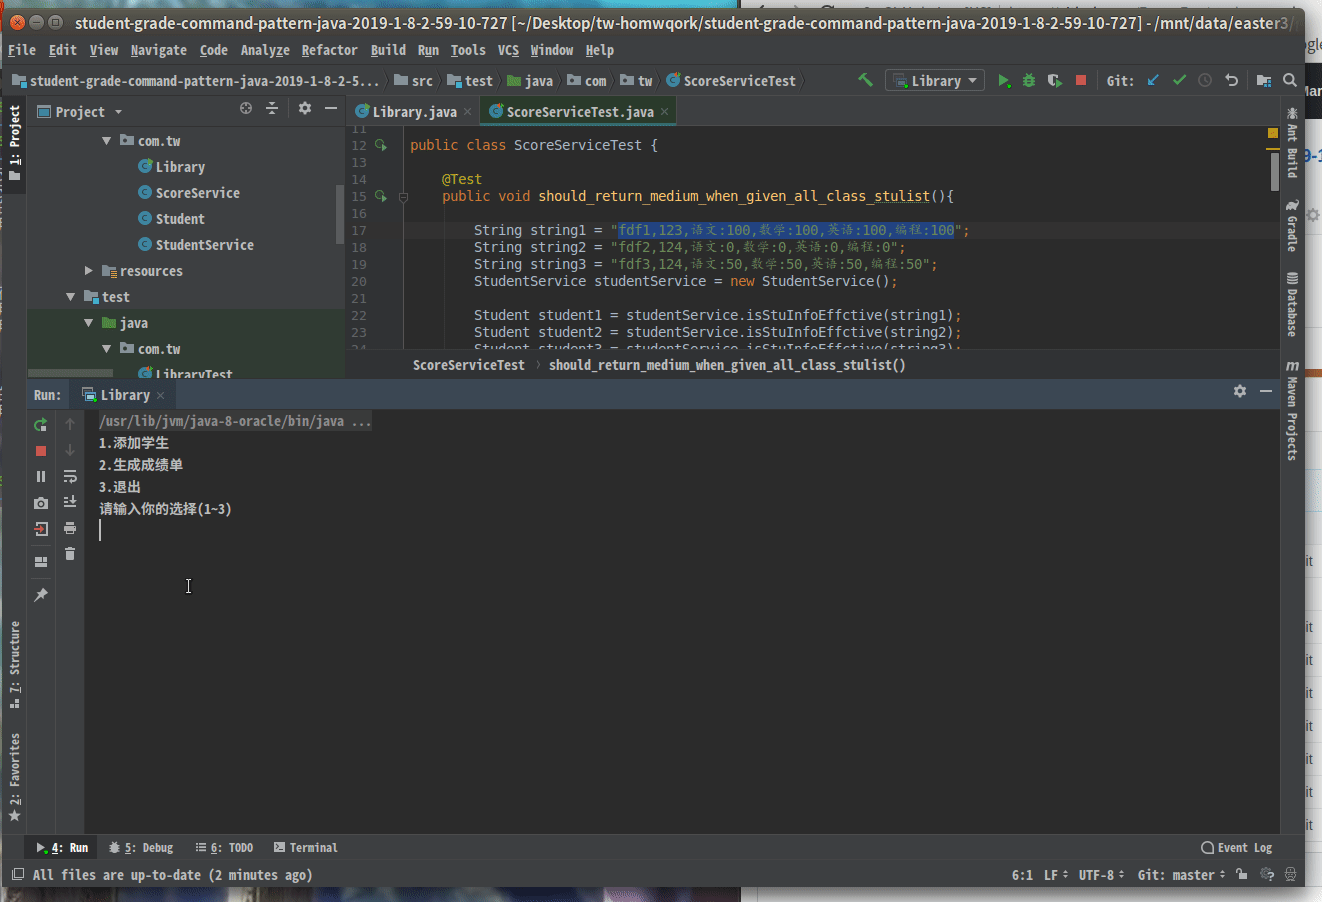 student-grade-command-pattern-java-2019-1-8-2-59-10-727 [~/Desktop/tw-homwqork/student-grade-command-pattern-java-2019-1-8-2-59-10-727] - /mnt/data/easter3/
File Edit View Navigate Code Analyze Refactor Build Run Tools VCS Window Help
student-grade-command-pattern-java-2019-1-8-2-5... src test java com tw ScoreServiceTest Library Git:
1: Project
Project
com.tw
Library
ScoreService
Student
StudentService
resources
test
java
com.tw
LibraryTest
Library.java ScoreServiceTest.java
11
12 public class ScoreServiceTest {
13
14 @Test
15 public void should_return_medium_when_given_all_class_stulist(){
16
17 String string1 = "fdf1,123,语文:100,数学:100,英语:100,编程:100";
18 String string2 = "fdf2,124,语文:0,数学:0,英语:0,编程:0";
19 String string3 = "fdf3,124,语文:50,数学:50,英语:50,编程:50";
20 StudentService studentService = new StudentService();
21
22 Student student1 = studentService.isStuInfoEffctive(string1);
23 Student student2 = studentService.isStuInfoEffctive(string2);
24 Student student3 = studentService.isStuInfoEffctive(string3);
ScoreServiceTest should_return_medium_when_given_all_class_stulist()
Ant Build
Gradle
Database
Maven Projects
Run: Library
/usr/lib/jvm/java-8-oracle/bin/java ...
1.添加学生
2.生成成绩单
3.退出
请输入你的选择(1~3)
7: Structure
2: Favorites
4: Run 5: Debug 6: TODO Terminal Event Log
All files are up-to-date (2 minutes ago) 6:1 LF UTF-8 Git: master